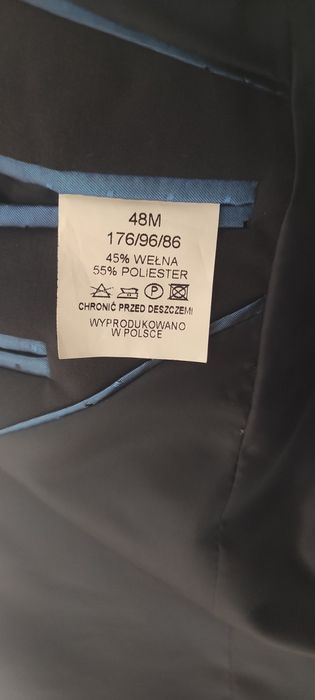 48M
176/96/86
45% WEŁNA
55% POLIESTER
P
CHRONIĆ PRZED DESZCZEM!
WYPRODUKOWANO
W POLSCE